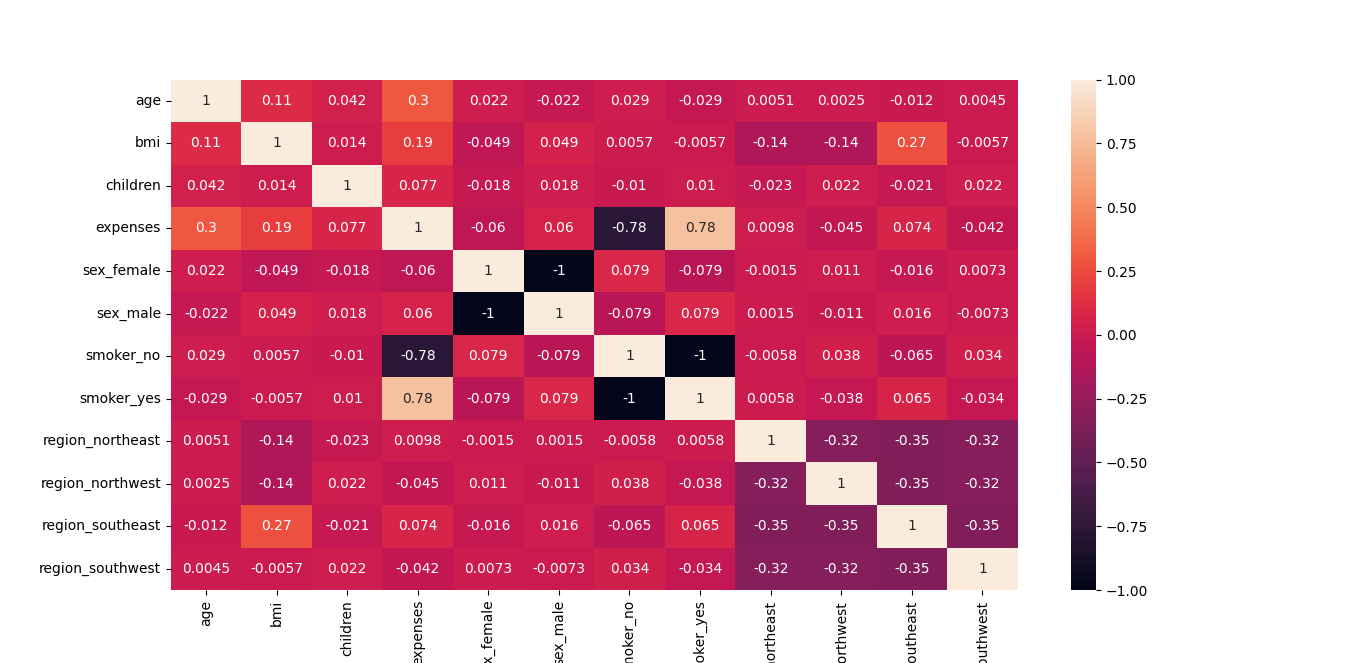 age 1 0.11 0.042 0.3 0.022 -0.022 0.029 -0.029 0.0051 0.0025 -0.012 0.0045
bmi 0.11 1 0.014 0.19 -0.049 0.049 0.0057 -0.0057 -0.14 -0.14 0.27 -0.0057
children 0.042 0.014 1 0.077 -0.018 0.018 -0.01 0.01 -0.023 0.022 -0.021 0.022
expenses 0.3 0.19 0.077 1 -0.06 0.06 -0.78 0.78 0.0098 -0.045 0.074 -0.042
sex_female 0.022 -0.049 -0.018 -0.06 1 -1 0.079 -0.079 -0.0015 0.011 -0.016 0.0073
sex_male -0.022 0.049 0.018 0.06 -1 1 -0.079 0.079 0.0015 -0.011 0.016 -0.0073
smoker_no 0.029 0.0057 -0.01 -0.78 0.079 -0.079 1 -1 -0.0058 0.038 -0.065 0.034
smoker_yes -0.029 -0.0057 0.01 0.78 -0.079 0.079 -1 1 0.0058 -0.038 0.065 -0.034
region_northeast 0.0051 -0.14 -0.023 0.0098 -0.0015 0.0015 -0.0058 0.0058 1 -0.32 -0.35 -0.32
region_northwest 0.0025 -0.14 0.022 -0.045 0.011 -0.011 0.038 -0.038 -0.32 1 -0.35 -0.32
region_southeast -0.012 0.27 -0.021 0.074 -0.016 0.016 -0.065 0.065 -0.35 -0.35 1 -0.35
region_southwest 0.0045 -0.0057 0.022 -0.042 0.0073 -0.0073 0.034 -0.034 -0.32 -0.32 -0.35 1
age
bmi
children
expenses
x_female
sex_male
moker_no
oker_yes
ortheast
orthwest
outheast
outhwest
1.00
0.75
0.50
0.25
0.00
−0.25
−0.50
−0.75
−1.00